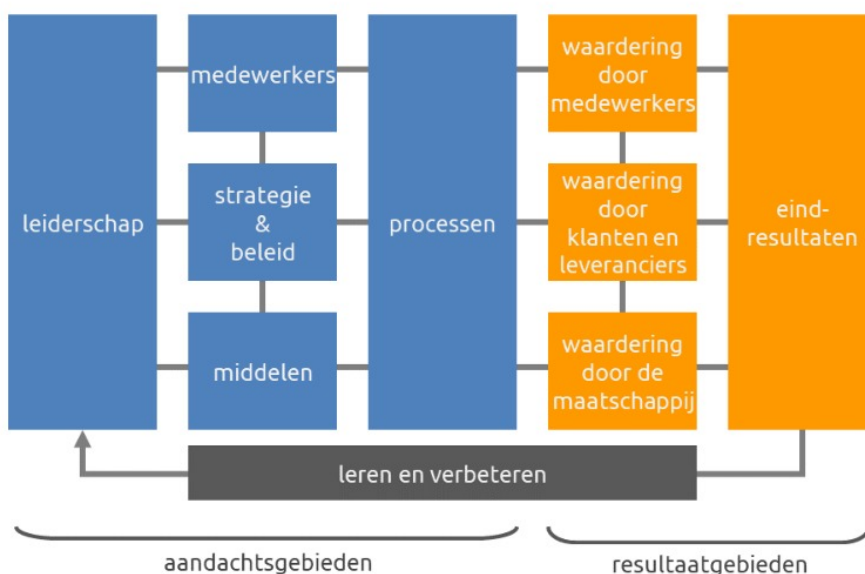 leiderschap
medewerkers
strategie
&
beleid
middelen
processen
waardering
door
medewerkers
waardering
door
klanten en
leveranciers
waardering
door de
maatschappij
eind-
resultaten
leren en verbeteren
aandachtsgebieden
resultaatgebieden